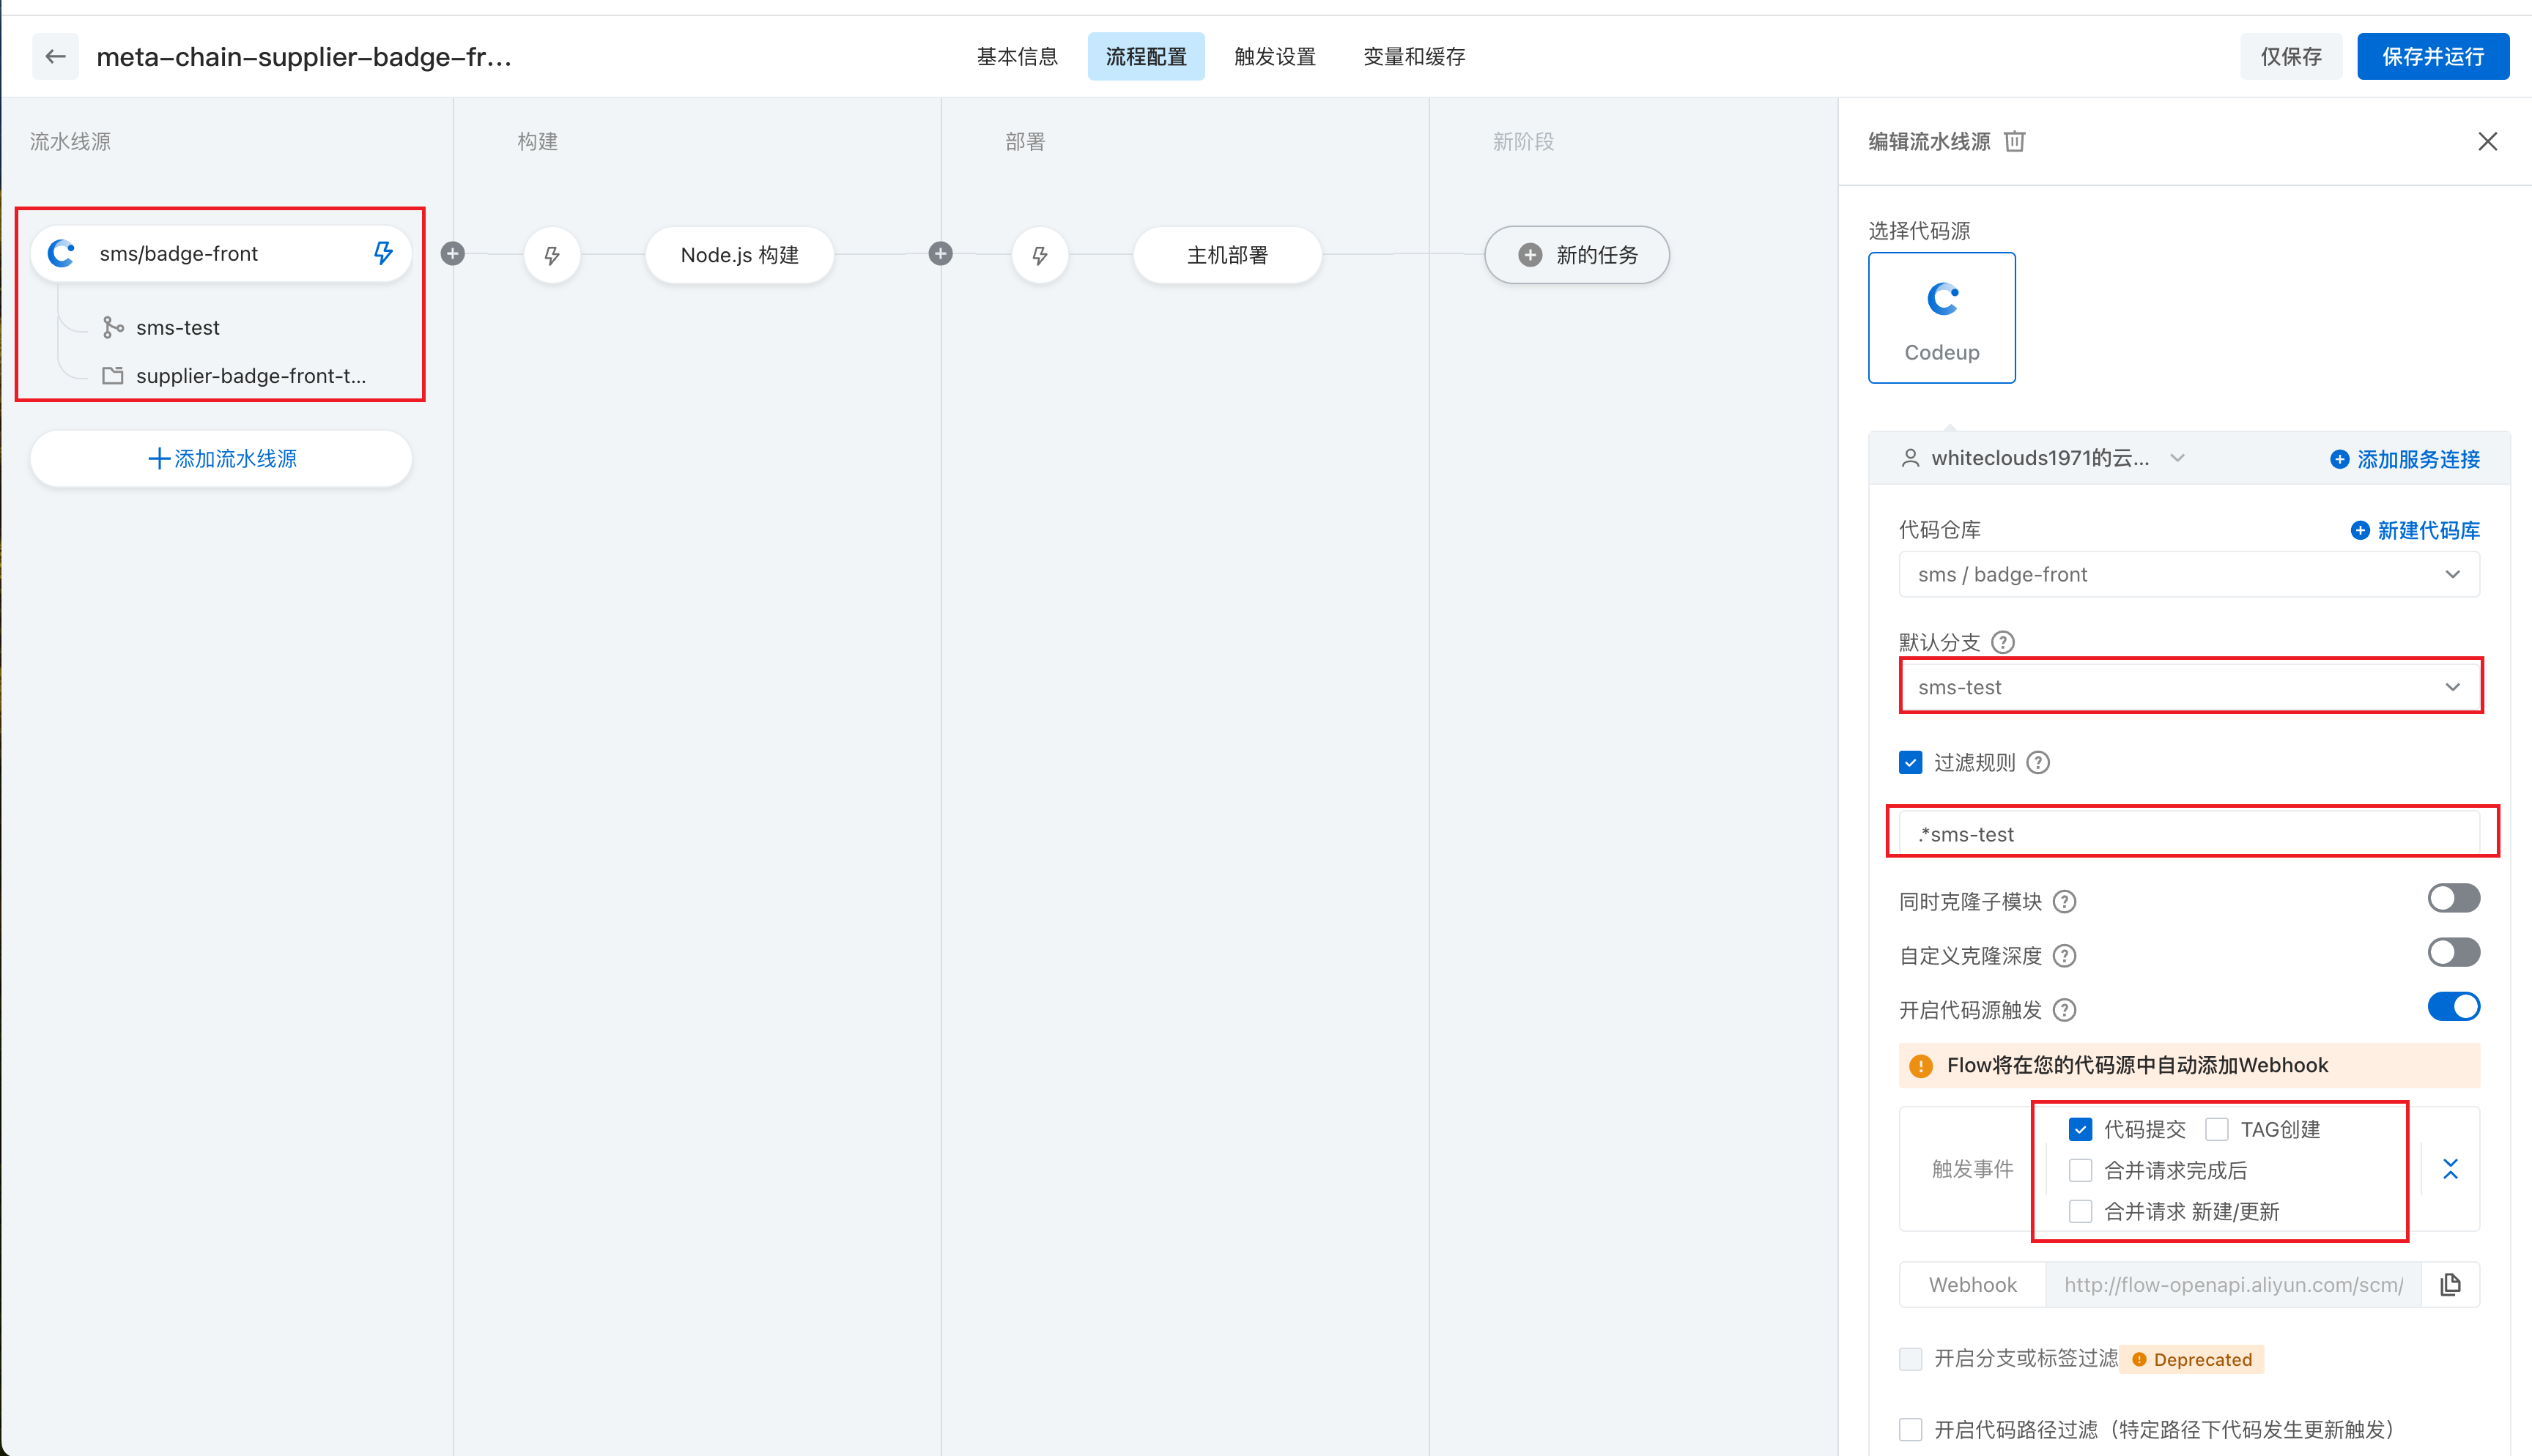 meta-chain-supplier-badge-fr...
基本信息
流程配置
触发设置
变量和缓存
仅保存
保存并运行
流水线源
构建
部署
新阶段
sms/badge-front
sms-test
supplier-badge-front-t...
添加流水线源
Node.js 构建
主机部署
新的任务
编辑流水线源
选择代码源
Codeup
whiteclouds1971的云...
添加服务连接
代码仓库
新建代码库
sms / badge-front
默认分支
sms-test
过滤规则
.*sms-test
同时克隆子模块
自定义克隆深度
开启代码源触发
Flow将在您的代码源中自动添加Webhook
触发事件
代码提交
TAG创建
合并请求完成后
合并请求 新建/更新
Webhook
http://flow-openapi.aliyun.com/scm/
开启分支或标签过滤
Deprecated
开启代码路径过滤（特定路径下代码发生更新触发）